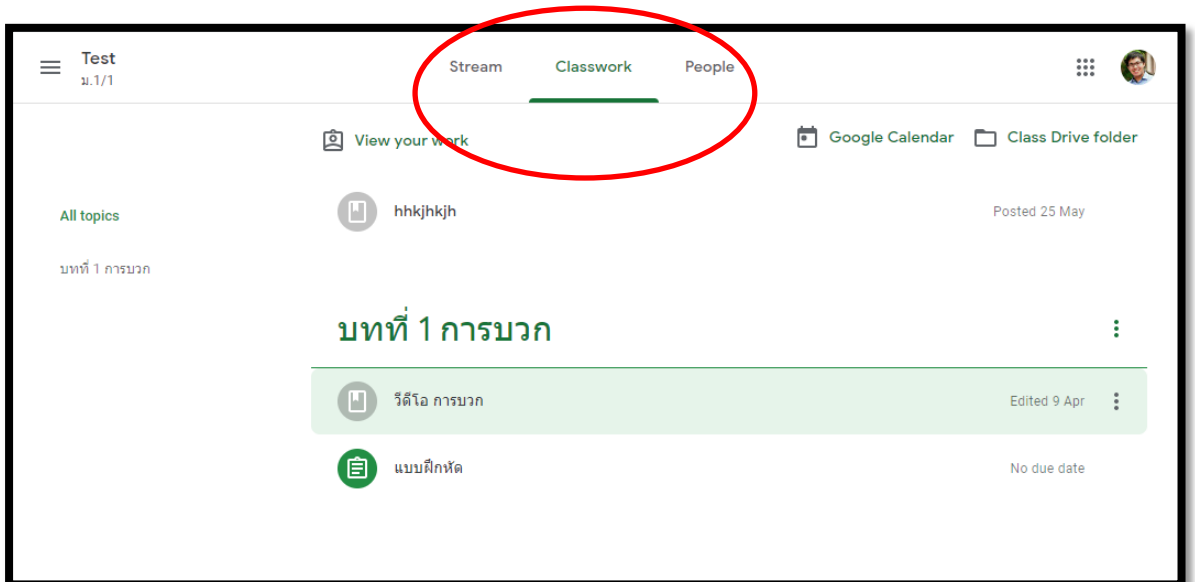 Test
ม.1/1
Stream Classwork People
View your work
Google Calendar Class Drive folder
All topics
hhkjhkjh
Posted 25 May
บทที่ 1 การบวก
บทที่ 1 การบวก
วีดีโอ การบวก
Edited 9 Apr
แบบฝึกหัด
No due date